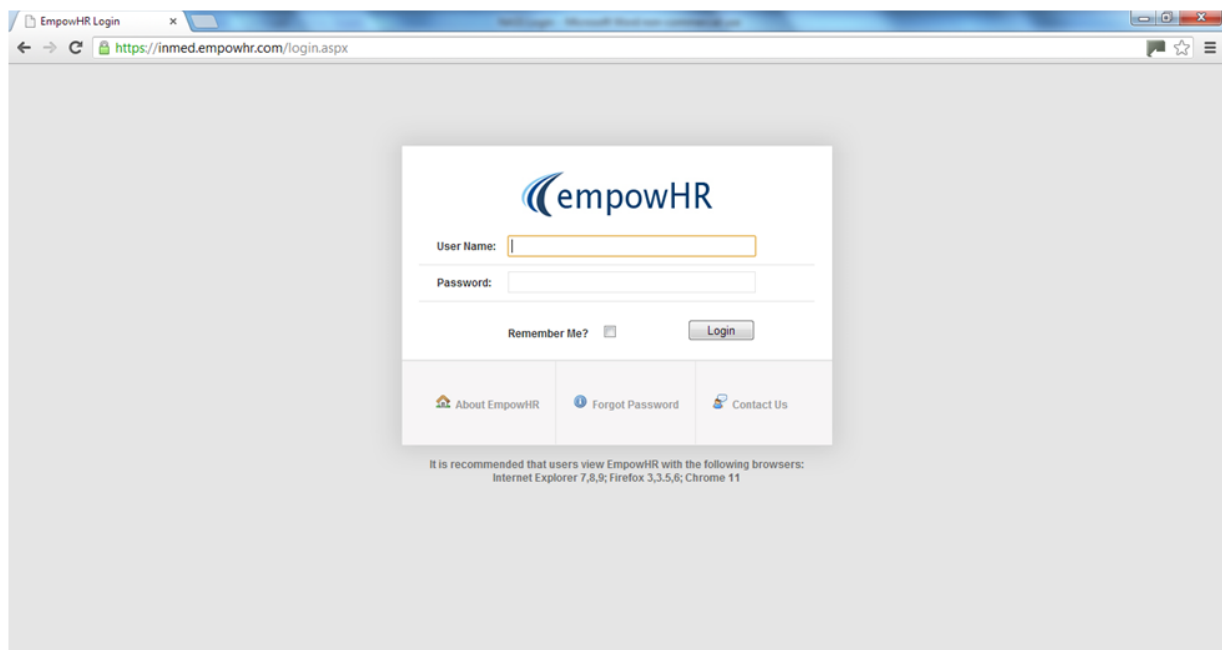 EmpowHR Login
https://inmed.empowhr.com/login.aspx
empowHR
User Name:
Password:
Remember Me?
Login
About EmpowHR
Forgot Password
Contact Us
It is recommended that users view EmpowHR with the following browsers:
Internet Explorer 7,8,9; Firefox 3,3.5,6; Chrome 11